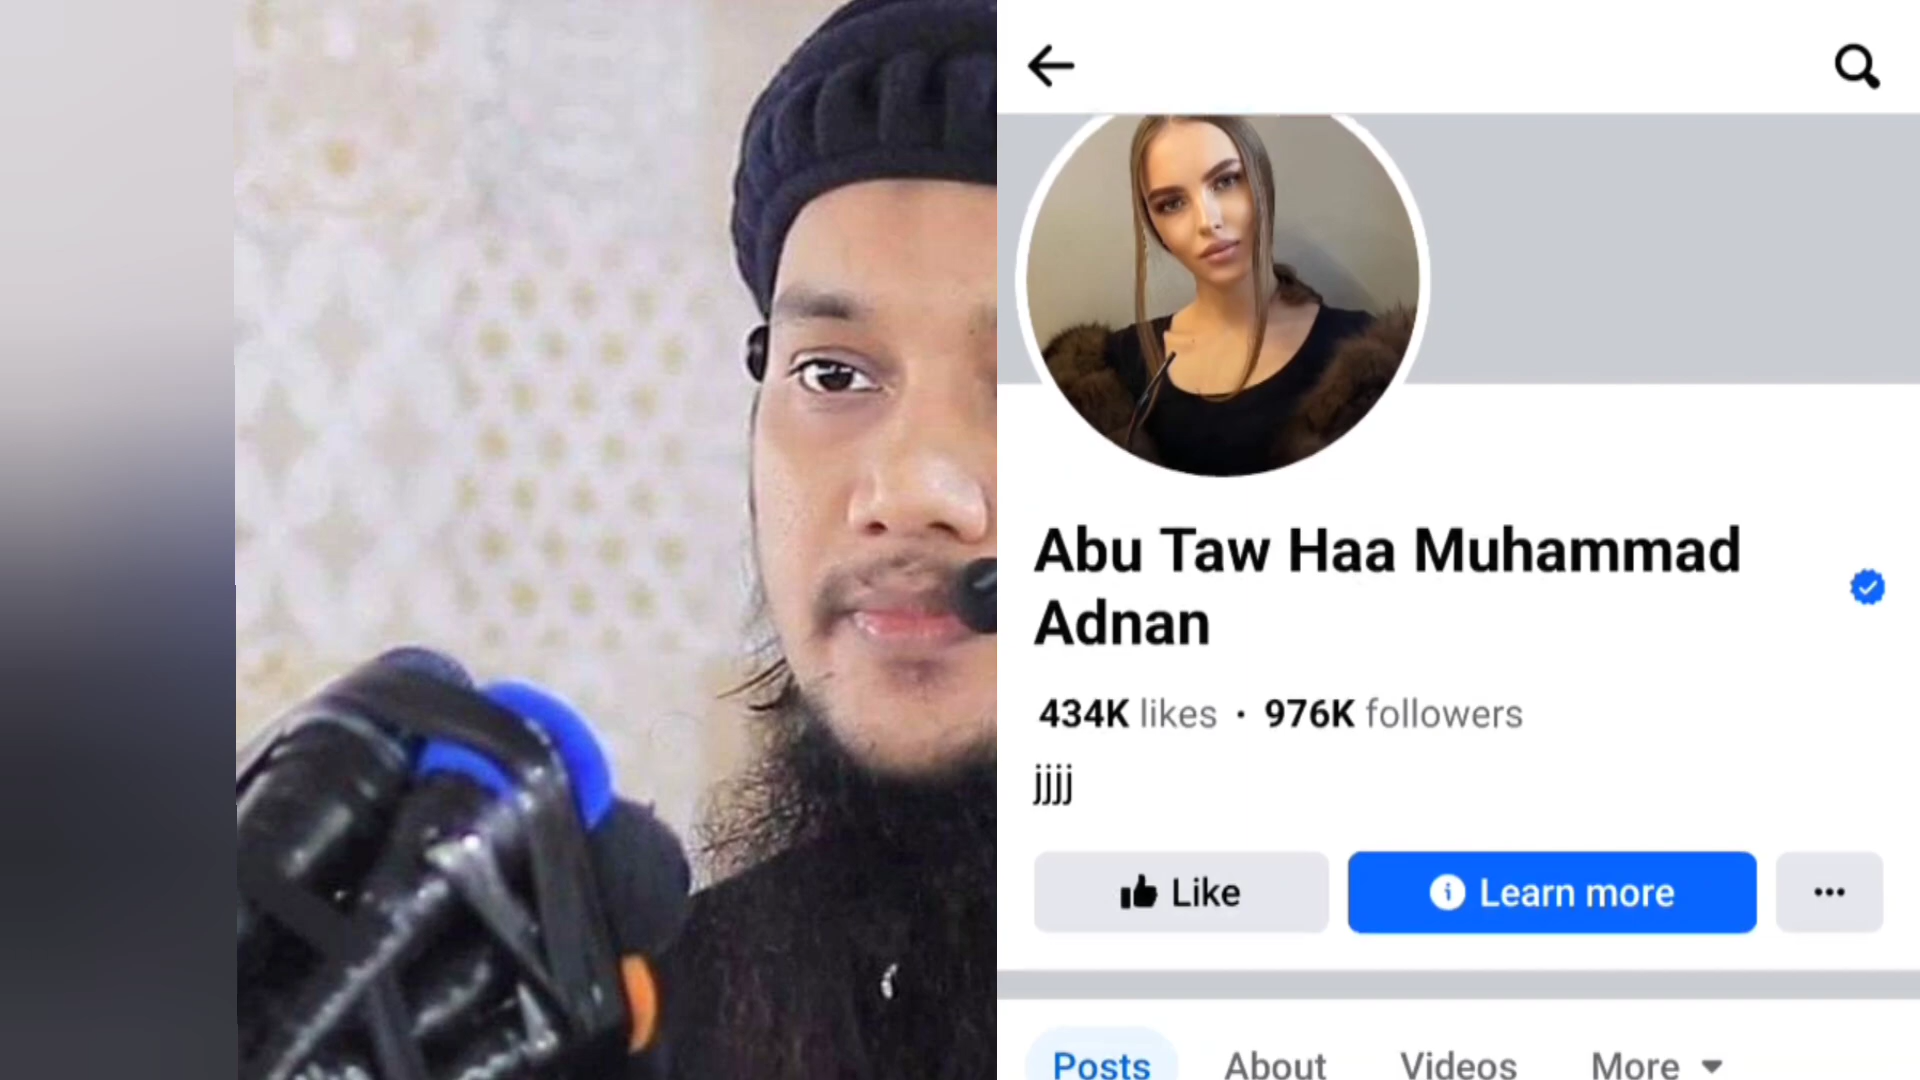 Abu Taw Haa Muhammad
Adnan
434K likes · 976K followers
jjjj
Like
Learn more
Posts
About
Videos
More